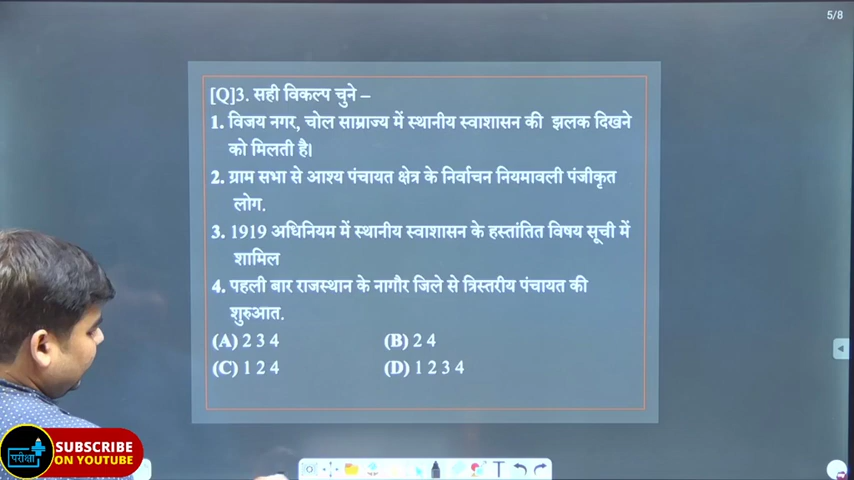 5/8
[Q]3. सही विकल्प चुने –
1. विजय नगर, चोल साम्राज्य में स्थानीय स्वाशासन की झलक दिखने
को मिलती है।
2. ग्राम सभा से आश्य पंचायत क्षेत्र के निर्वाचन नियमावली पंजीकृत
लोग.
3. 1919 अधिनियम में स्थानीय स्वाशासन के हस्तांतित विषय सूची में
शामिल
4. पहली बार राजस्थान के नागौर जिले से त्रिस्तरीय पंचायत की
शुरुआत.
(A) 2 3 4 (B) 2 4
(C) 1 2 4 (D) 1 2 3 4
परीक्षा
SUBSCRIBE
ON YOUTUBE